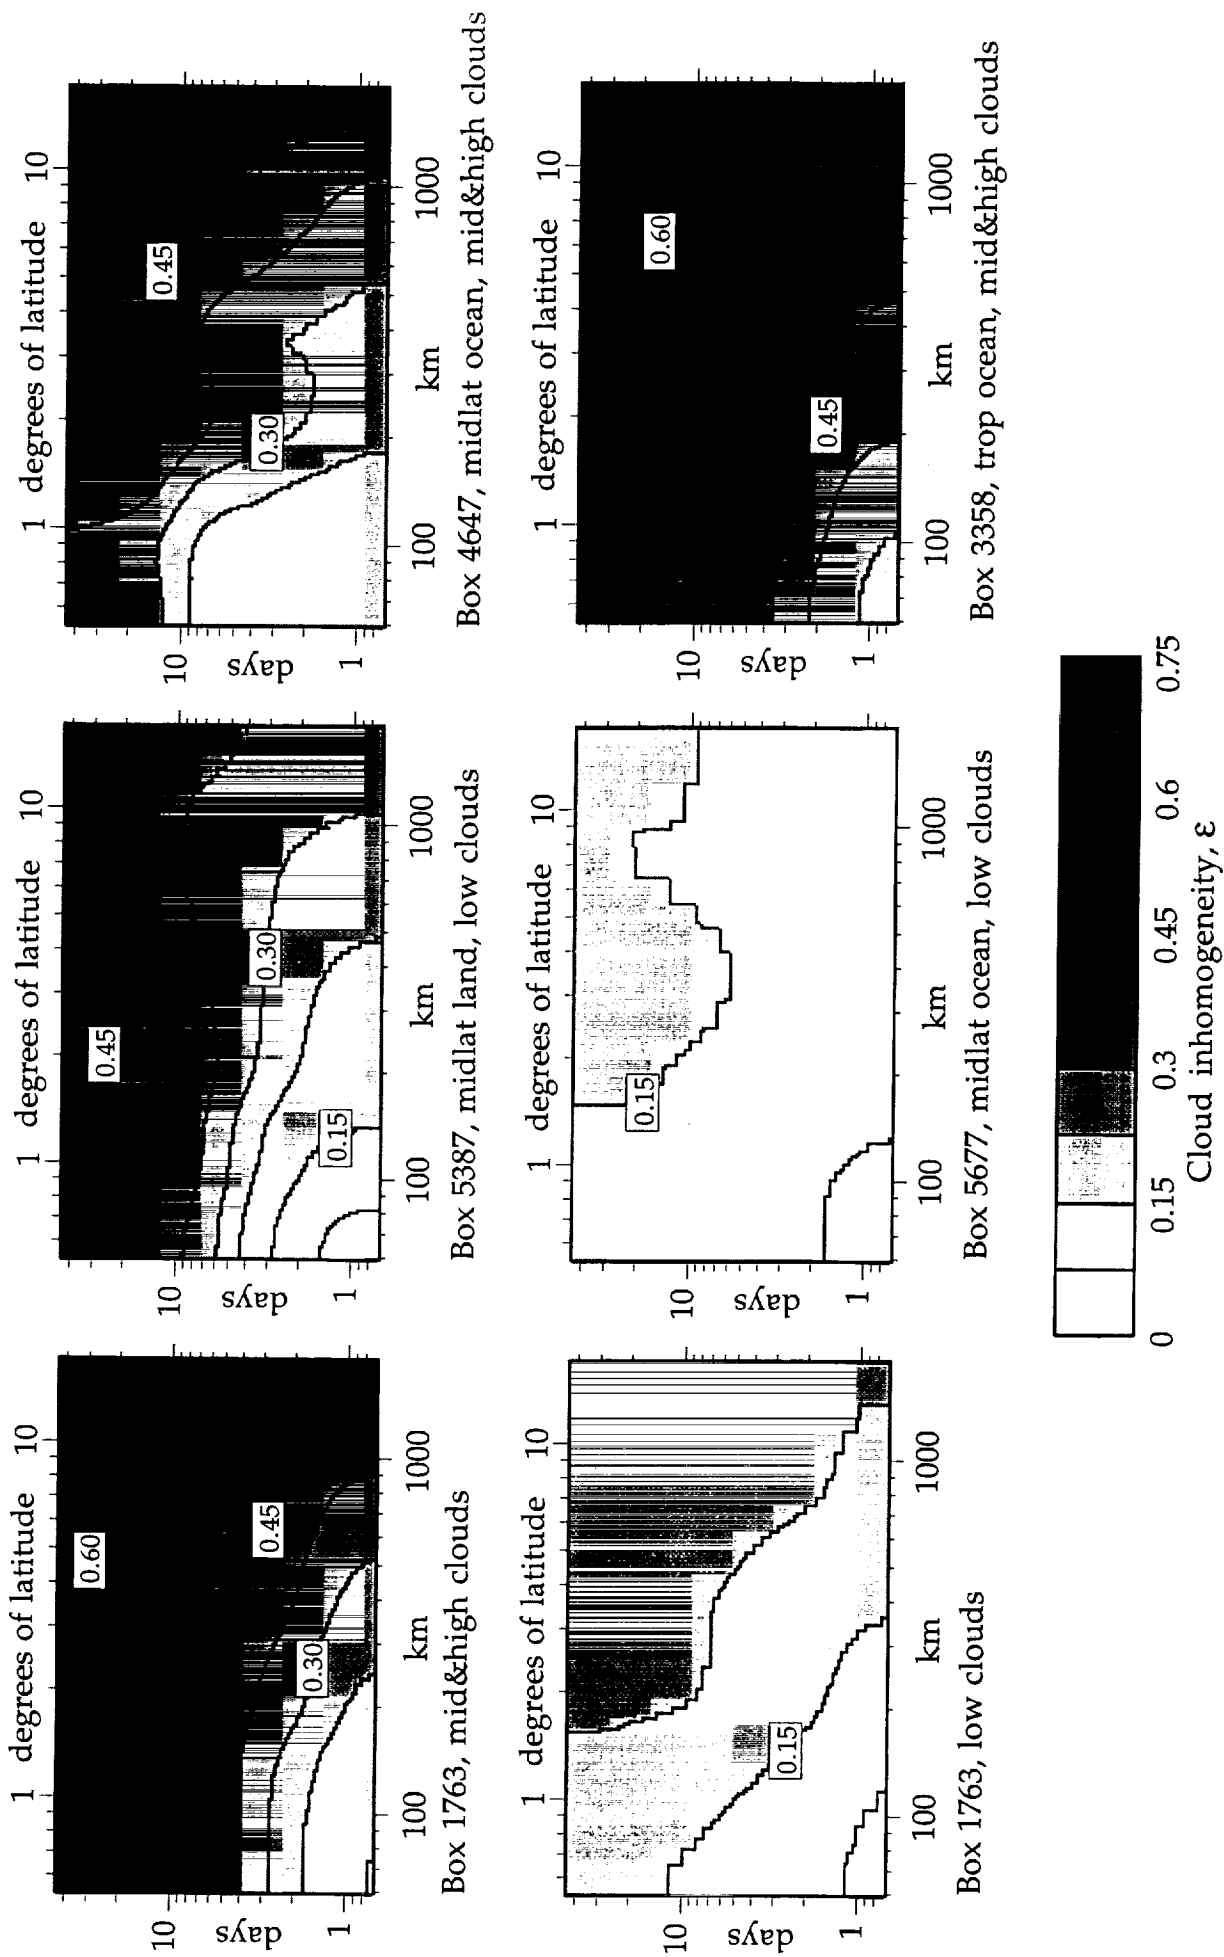 degrees of latitude
1
10
0.60
0.45
0.30
10
1
days
100
km
1000
Box 1763, mid&high clouds
degrees of latitude
1
10
0.45
0.30
0.15
10
1
days
100
km
1000
Box 5387, midlat land, low clouds
degrees of latitude
1
10
0.45
0.30
10
1
days
100
km
1000
Box 4647, midlat ocean, mid&high clouds
degrees of latitude
1
10
0.15
10
1
days
100
km
1000
Box 1763, low clouds
degrees of latitude
1
10
0.15
10
1
days
100
km
1000
Box 5677, midlat ocean, low clouds
degrees of latitude
1
10
0.60
0.45
10
1
days
100
km
1000
Box 3358, trop ocean, mid&high clouds
0 0.15 0.3 0.45 0.6 0.75
Cloud inhomogeneity, ε